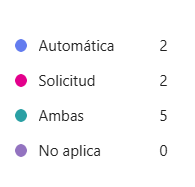 Automática 2
Solicitud 2
Ambas 5
No aplica 0